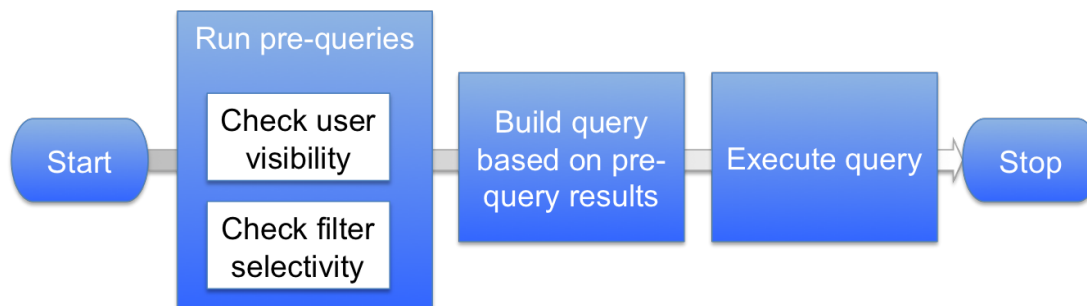 Start
Run pre-queries
Check user
visibility
Check filter
selectivity
Build query
based on pre-
query results
Execute query
Stop